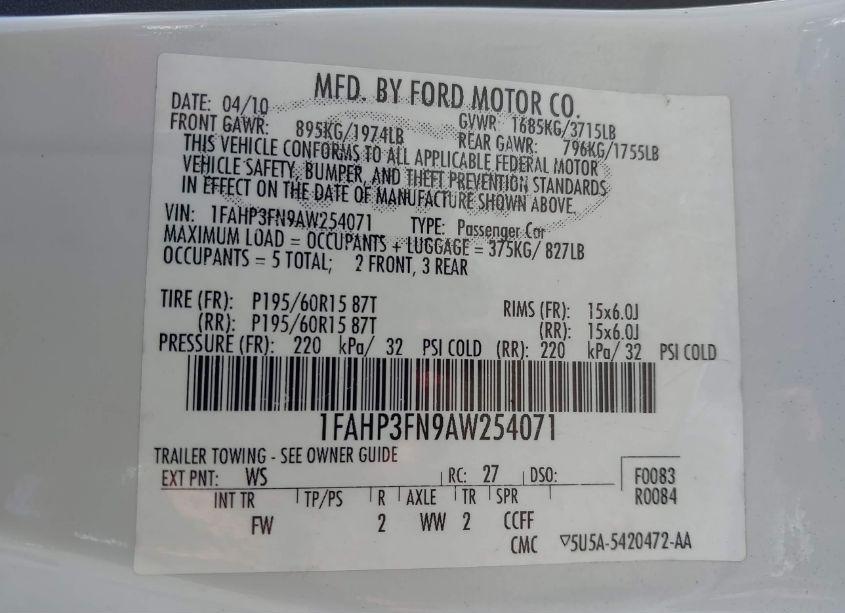 MFD. BY FORD MOTOR CO.
DATE: 04/10 GVWR: 1685KG/3715LB
FRONT GAWR: 895KG/1974LB REAR GAWR: 796KG/1755LB
THIS VEHICLE CONFORMS TO ALL APPLICABLE FEDERAL MOTOR
VEHICLE SAFETY, BUMPER, AND THEFT PREVENTION STANDARDS
IN EFFECT ON THE DATE OF MANUFACTURE SHOWN ABOVE.
VIN: 1FAHP3FN9AW254071 TYPE: Passenger Car
MAXIMUM LOAD = OCCUPANTS + LUGGAGE = 375KG/ 827LB
OCCUPANTS = 5 TOTAL; 2 FRONT, 3 REAR
TIRE (FR): P195/60R15 87T RIMS (FR): 15x6.0J
(RR): P195/60R15 87T (RR): 15x6.0J
PRESSURE (FR): 220 kPa/ 32 PSI COLD (RR): 220 kPa/ 32 PSI COLD
1FAHP3FN9AW254071
TRAILER TOWING - SEE OWNER GUIDE
EXT PNT: WS RC: 27 DSO: F0083
INT TR TP/PS R AXLE TR SPR R0084
FW 2 WW 2 CCFF
CMC ▽5U5A-5420472-AA